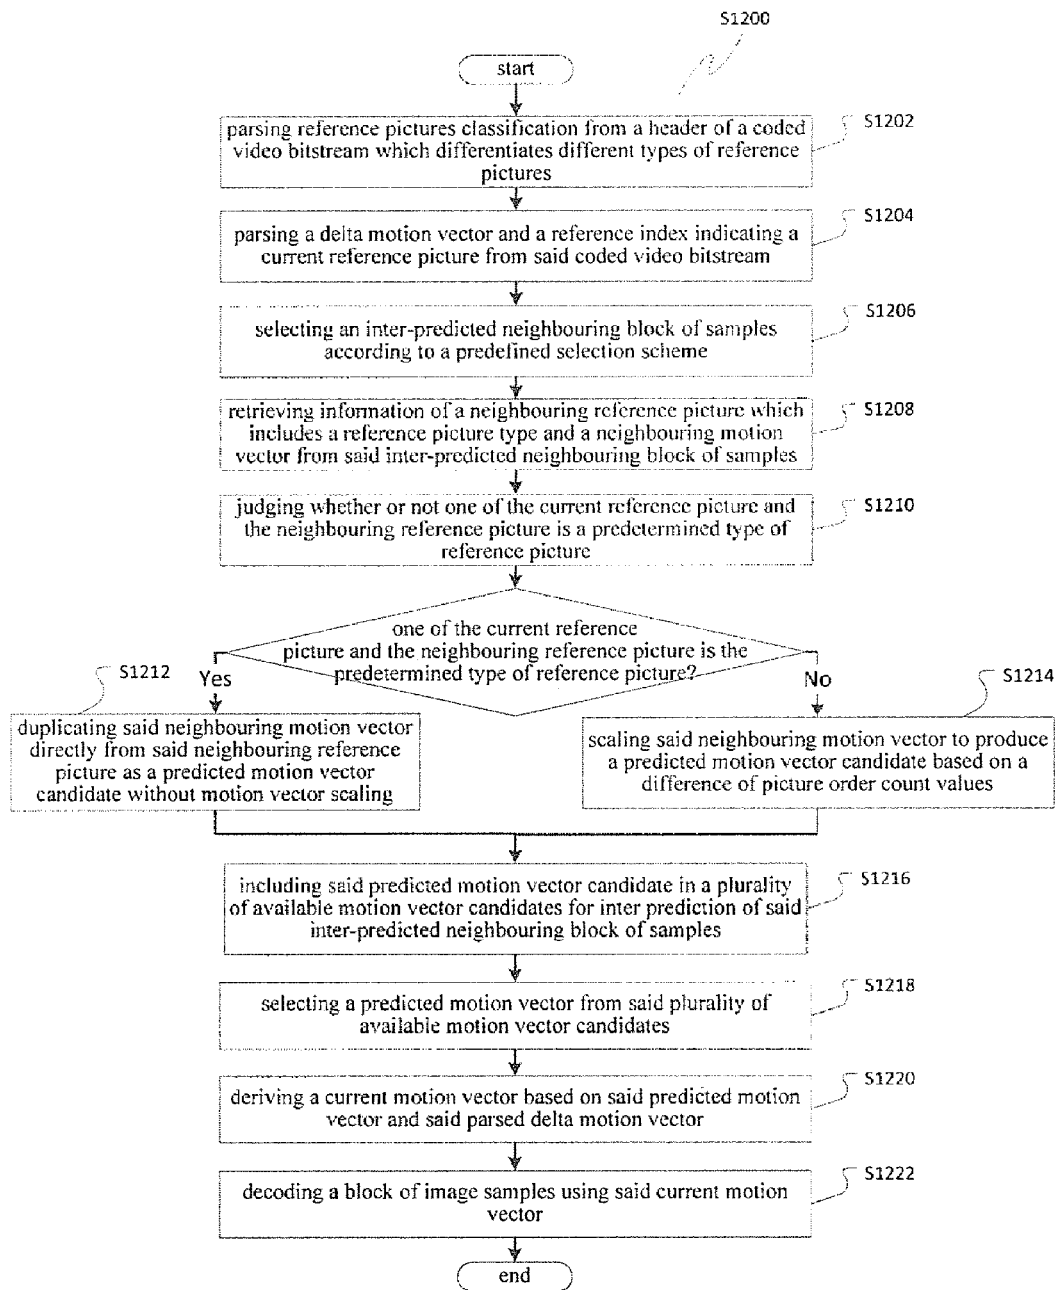 S1200
start
parsing reference pictures classification from a header of a coded
video bitstream which differentiates different types of reference
pictures
S1202
parsing a delta motion vector and a reference index indicating a
current reference picture from said coded video bitstream
S1204
selecting an inter-predicted neighbouring block of samples
according to a predefined selection scheme
S1206
retrieving information of a neighbouring reference picture which
includes a reference picture type and a neighbouring motion
vector from said inter-predicted neighbouring block of samples
S1208
judging whether or not one of the current reference picture and
the neighbouring reference picture is a predetermined type of
reference picture
S1210
one of the current reference
picture and the neighbouring reference picture is the
predetermined type of reference picture?
S1212
Yes
No
S1214
duplicating said neighbouring motion vector
directly from said neighbouring reference
picture as a predicted motion vector
candidate without motion vector scaling
scaling said neighbouring motion vector to produce
a predicted motion vector candidate based on a
difference of picture order count values
including said predicted motion vector candidate in a plurality
of available motion vector candidates for inter prediction of said
inter-predicted neighbouring block of samples
S1216
selecting a predicted motion vector from said plurality of
available motion vector candidates
S1218
deriving a current motion vector based on said predicted motion
vector and said parsed delta motion vector
S1220
decoding a block of image samples using said current motion
vector
S1222
end